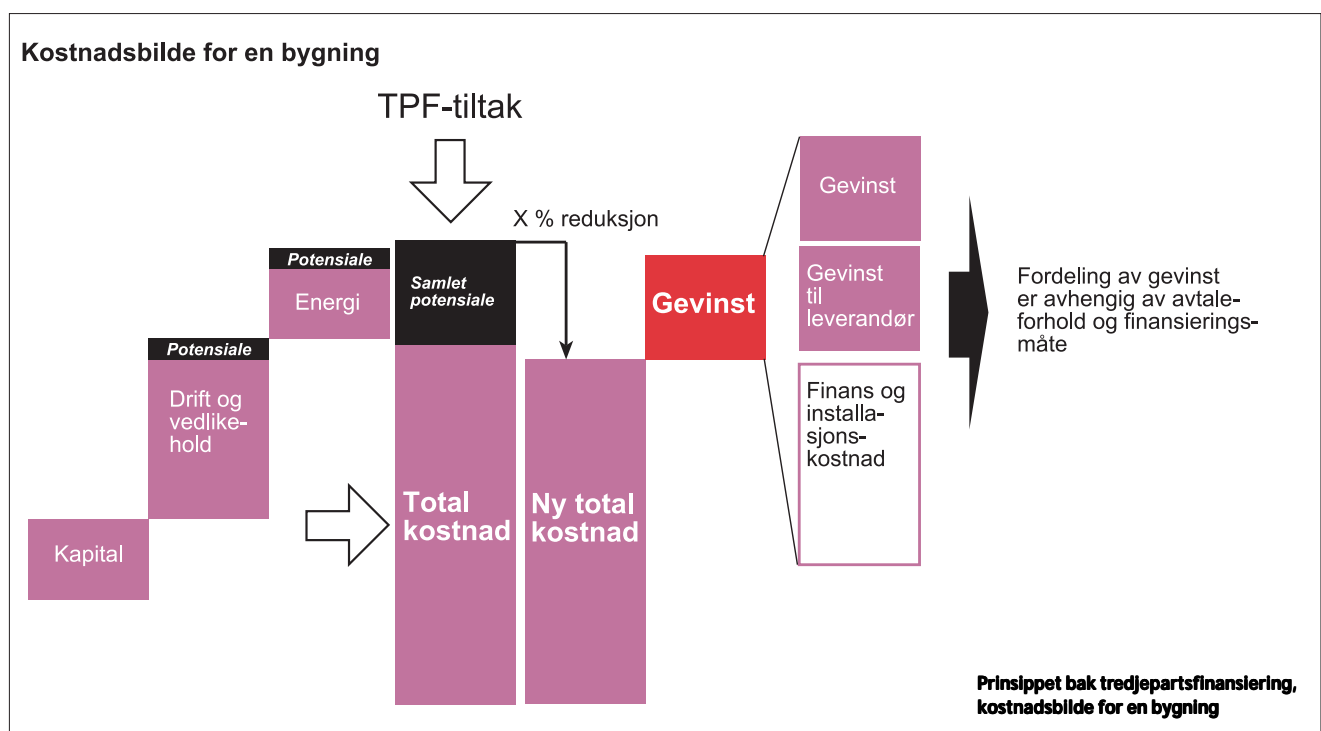 Kostnadsbilde for en bygning
TPF-tiltak
X % reduksjon
Potensiale
Energi
Potensiale
Drift og
vedlike-
hold
Kapital
Samlet
potensiale
Total
kostnad
Ny total
kostnad
Gevinst
Gevinst
Gevinst
til
leverandør
Finans og
installa-
sjons-
kostnad
Fordeling av gevinst
er avhengig av avtale-
forhold og finansierings-
måte
Prinsippet bak tredjepartsfinansiering,
kostnadsbilde for en bygning